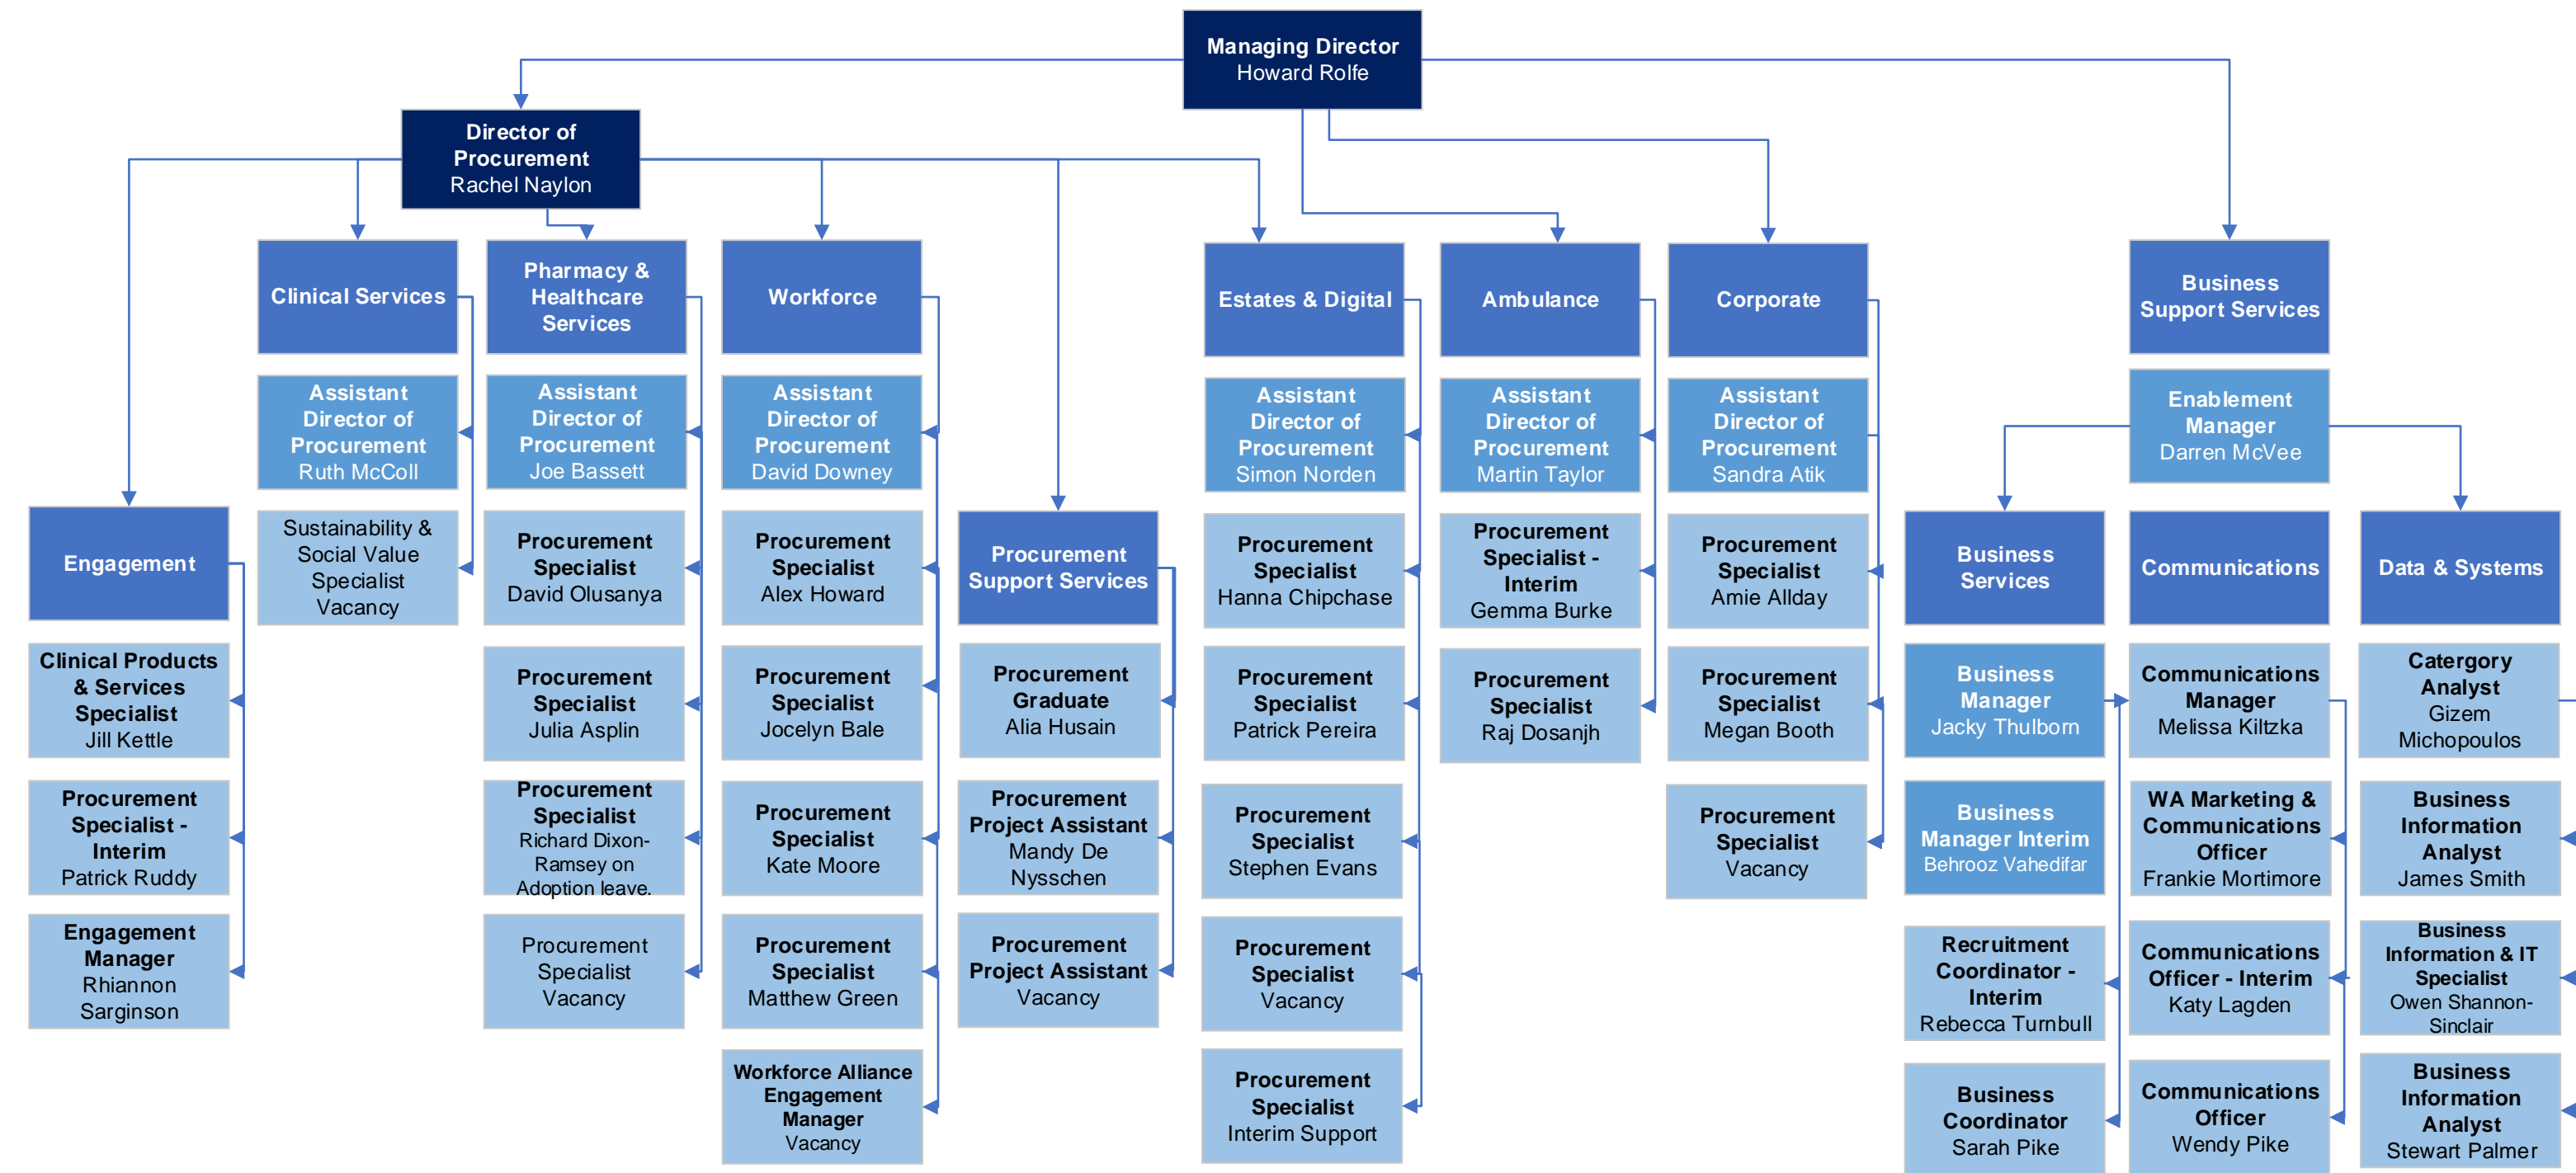 Managing Director
Howard Rolfe
Director of
Procurement
Rachel Naylon
Clinical Services
Assistant
Director of
Procurement
Ruth McColl
Sustainability &
Social Value
Specialist
Vacancy
Pharmacy &
Healthcare
Services
Assistant
Director of
Procurement
Joe Bassett
Procurement
Specialist
David Olusanya
Procurement
Specialist
Julia Asplin
Procurement
Specialist
Richard Dixon-
Ramsey on
Adoption leave.
Procurement
Specialist
Vacancy
Workforce
Assistant
Director of
Procurement
David Downey
Procurement
Specialist
Alex Howard
Procurement
Specialist
Jocelyn Bale
Procurement
Specialist
Kate Moore
Procurement
Specialist
Matthew Green
Workforce Alliance
Engagement
Manager
Vacancy
Engagement
Clinical Products
& Services
Specialist
Jill Kettle
Procurement
Specialist -
Interim
Patrick Ruddy
Engagement
Manager
Rhiannon
Sarginson
Procurement
Support Services
Procurement
Graduate
Alia Husain
Procurement
Project Assistant
Mandy De
Nysschen
Procurement
Project Assistant
Vacancy
Estates & Digital
Assistant
Director of
Procurement
Simon Norden
Procurement
Specialist
Hanna Chipchase
Procurement
Specialist
Patrick Pereira
Procurement
Specialist
Stephen Evans
Procurement
Specialist
Vacancy
Procurement
Specialist
Interim Support
Ambulance
Assistant
Director of
Procurement
Martin Taylor
Procurement
Specialist -
Interim
Gemma Burke
Procurement
Specialist
Raj Dosanjh
Corporate
Assistant
Director of
Procurement
Sandra Atik
Procurement
Specialist
Amie Allday
Procurement
Specialist
Megan Booth
Procurement
Specialist
Vacancy
Business
Support Services
Enablement
Manager
Darren McVee
Business
Services
Business
Manager
Jacky Thulborn
Business
Manager Interim
Behrooz Vahedifar
Recruitment
Coordinator -
Interim
Rebecca Turnbull
Business
Coordinator
Sarah Pike
Communications
Communications
Manager
Melissa Kiltzka
WA Marketing &
Communications
Officer
Frankie Mortimore
Communications
Officer - Interim
Katy Lagden
Communications
Officer
Wendy Pike
Data & Systems
Catergory
Analyst
Gizem
Michopoulos
Business
Information
Analyst
James Smith
Business
Information & IT
Specialist
Owen Shannon-
Sinclair
Business
Information
Analyst
Stewart Palmer